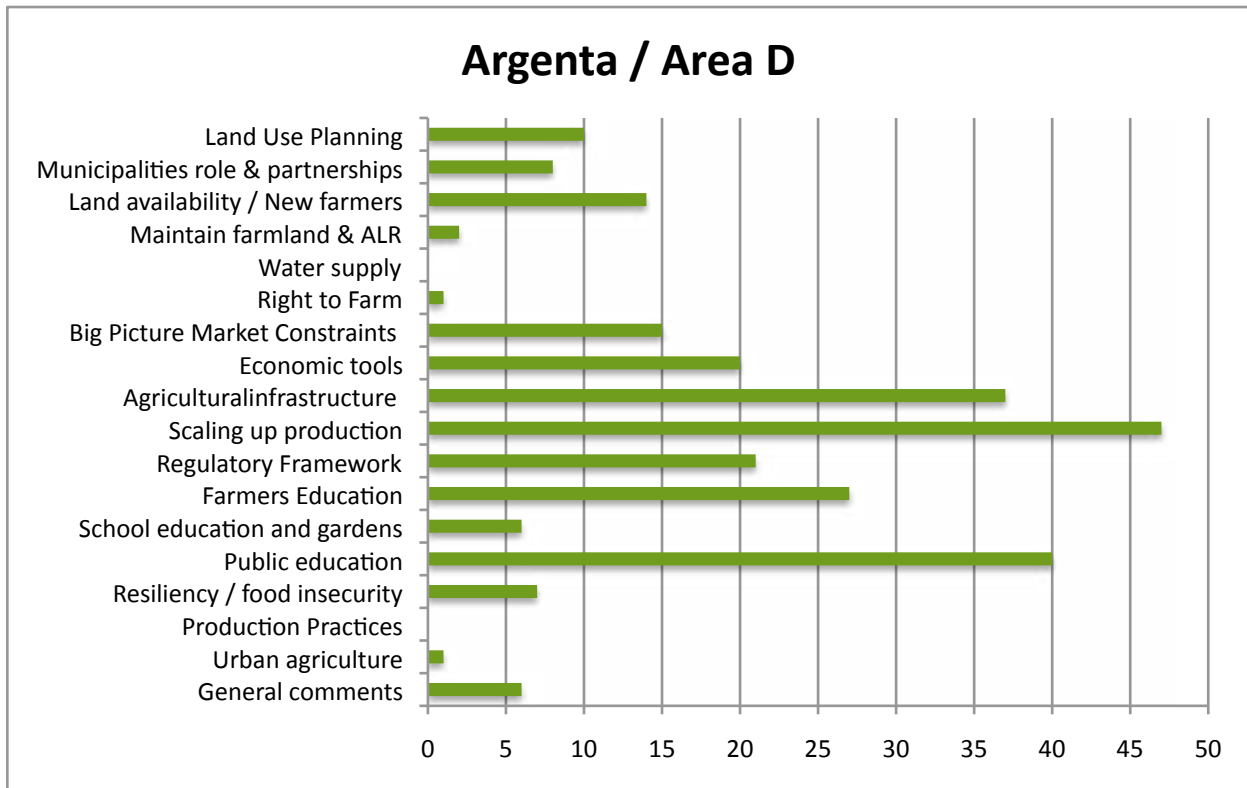 Argenta / Area D
Land Use Planning
Municipalities role & partnerships
Land availability / New farmers
Maintain farmland & ALR
Water supply
Right to Farm
Big Picture Market Constraints
Economic tools
Agriculturalinfrastructure
Scaling up production
Regulatory Framework
Farmers Education
School education and gardens
Public education
Resiliency / food insecurity
Production Practices
Urban agriculture
General comments
0 5 10 15 20 25 30 35 40 45 50